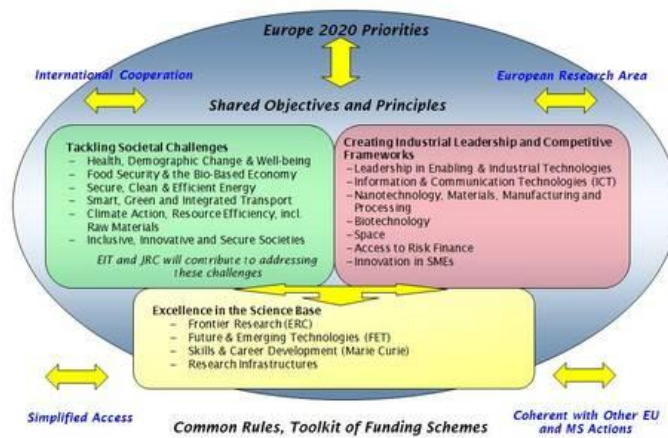 Europe 2020 Priorities
International Cooperation
European Research Area
Shared Objectives and Principles
Tackling Societal Challenges
– Health, Demographic Change & Well-being
– Food Security & the Bio-Based Economy
– Secure, Clean & Efficient Energy
– Smart, Green and Integrated Transport
– Climate Action, Resource Efficiency, incl.
Raw Materials
– Inclusive, Innovative and Secure Societies
EIT and JRC will contribute to addressing
these challenges
Creating Industrial Leadership and Competitive
Frameworks
– Leadership in Enabling & Industrial Technologies
– Information & Communication Technologies (ICT)
– Nanotechnology, Materials, Manufacturing and
Processing
– Biotechnology
– Space
– Access to Risk Finance
– Innovation in SMEs
Excellence in the Science Base
– Frontier Research (ERC)
– Future & Emerging Technologies (FET)
– Skills & Career Development (Marie Curie)
– Research Infrastructures
Simplified Access
Common Rules, Toolkit of Funding Schemes
Coherent with Other EU
and MS Actions